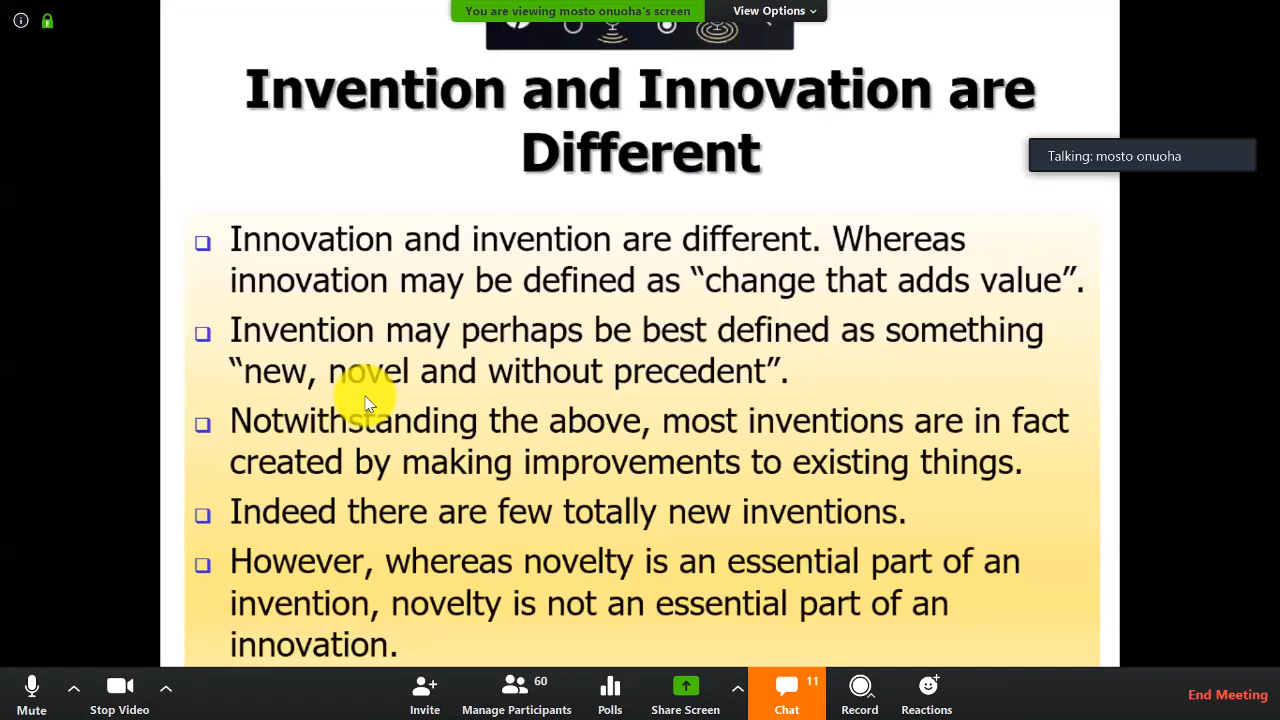 You are viewing mosto onuoha's screen
View Options
Invention and Innovation are
Different
Talking: mosto onuoha
Innovation and invention are different. Whereas
innovation may be defined as “change that adds value”.
Invention may perhaps be best defined as something
“new, novel and without precedent”.
Notwithstanding the above, most inventions are in fact
created by making improvements to existing things.
Indeed there are few totally new inventions.
However, whereas novelty is an essential part of an
invention, novelty is not an essential part of an
innovation.
Mute
Stop Video
Invite
60
Manage Participants
Polls
Share Screen
11
Chat
Record
Reactions
End Meeting